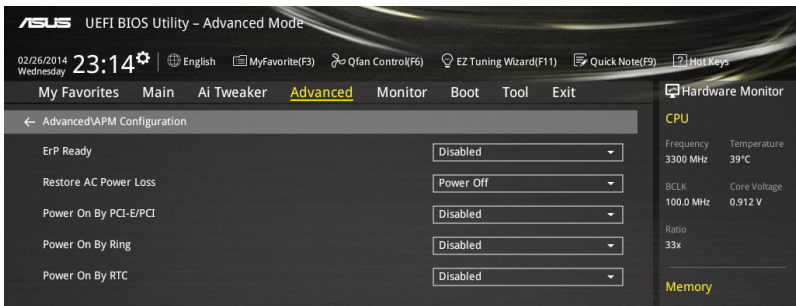 ASUS UEFI BIOS Utility – Advanced Mode
02/26/2014 Wednesday 23:14 English MyFavorite(F3) Qfan Control(F6) EZ Tuning Wizard(F11) Quick Note(F9) ? Hot Keys
My Favorites Main Ai Tweaker Advanced Monitor Boot Tool Exit
← Advanced\APM Configuration
ErP Ready Disabled
Restore AC Power Loss Power Off
Power On By PCI-E/PCI Disabled
Power On By Ring Disabled
Power On By RTC Disabled
Hardware Monitor
CPU
Frequency Temperature
3300 MHz 39°C
BCLK Core Voltage
100.0 MHz 0.912 V
Ratio
33x
Memory